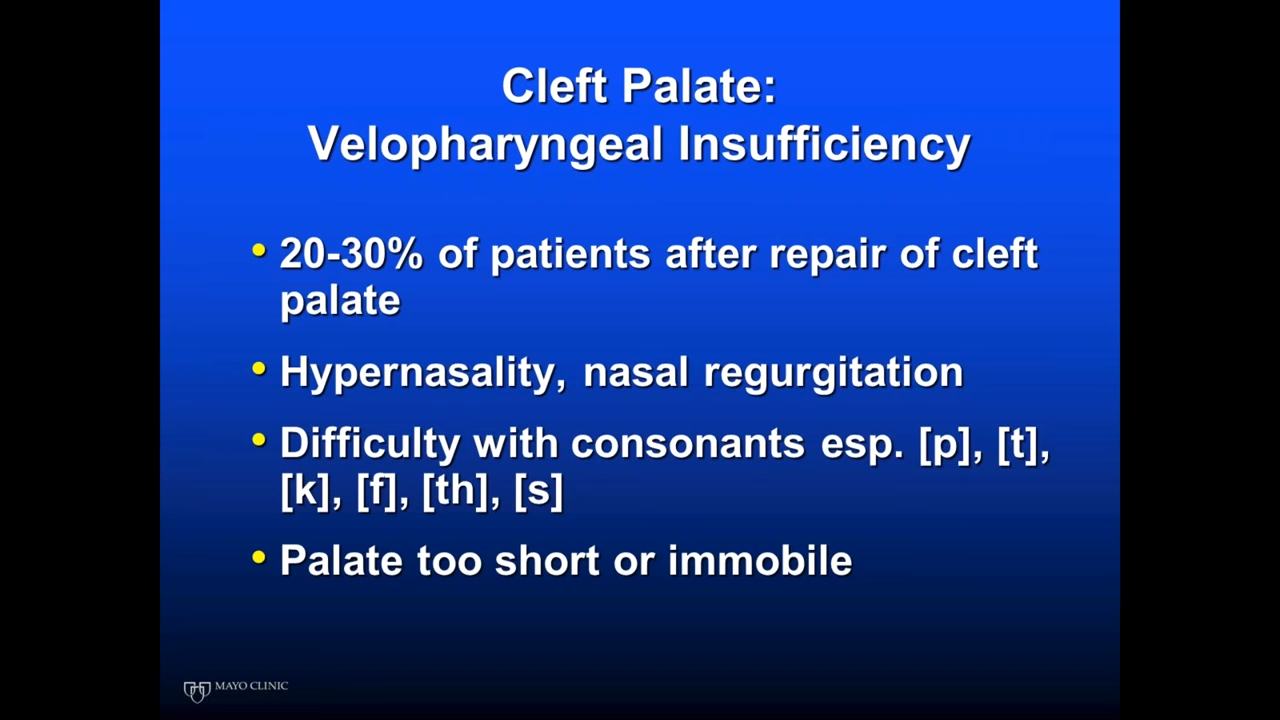 Cleft Palate:
Velopharyngeal Insufficiency
• 20-30% of patients after repair of cleft
palate
• Hypernasality, nasal regurgitation
• Difficulty with consonants esp. [p], [t],
[k], [f], [th], [s]
• Palate too short or immobile
MAYO CLINIC